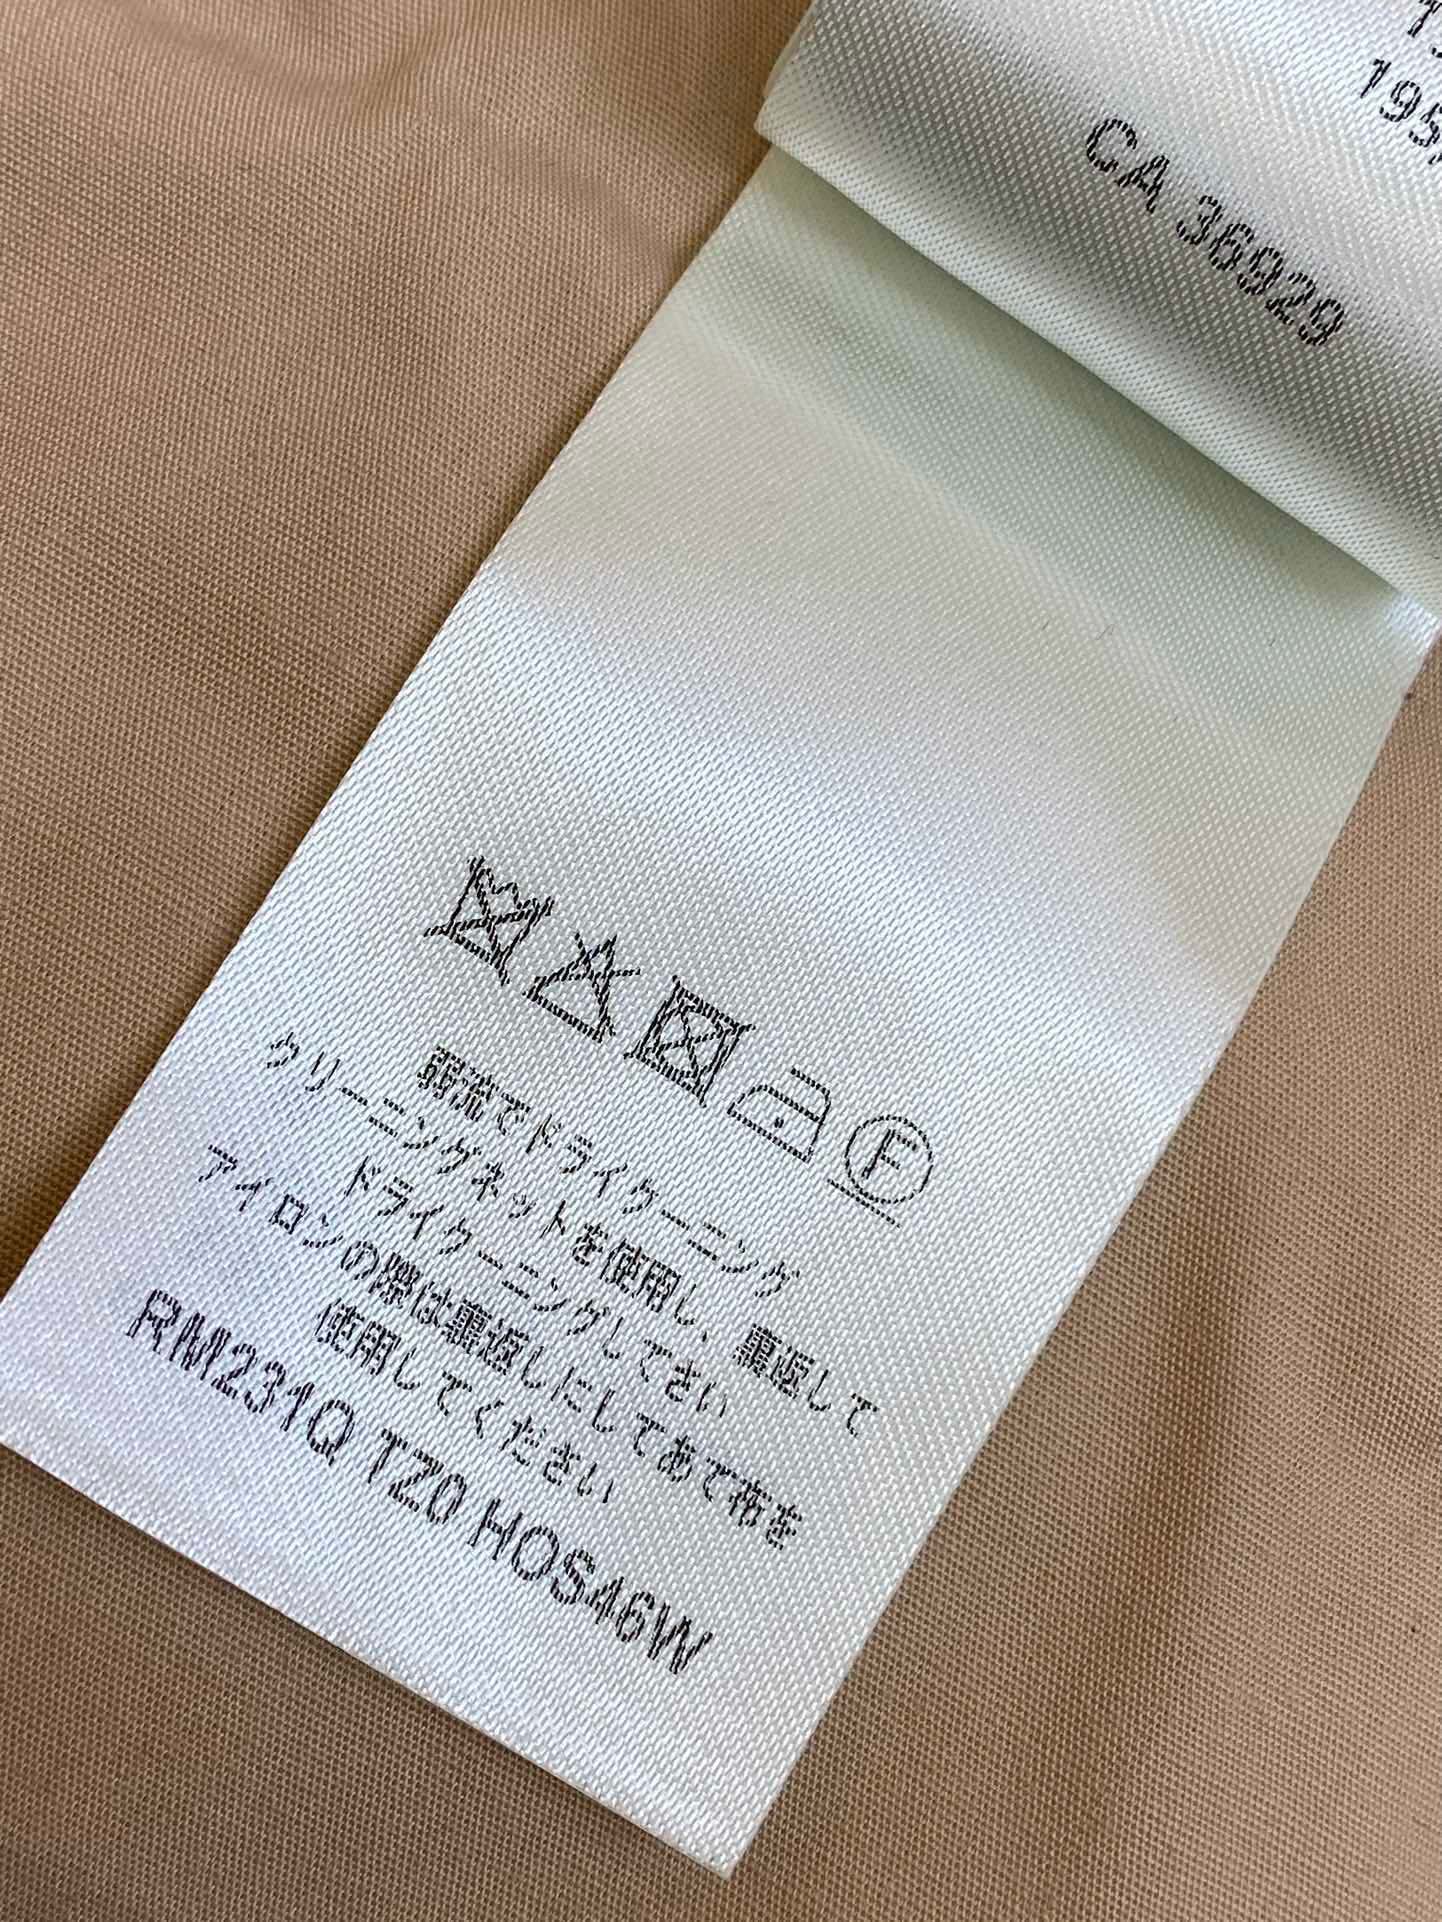 195
CA 36929
F
弱流でドライクーニング
クリーニングネットを使用し、裏返して
ドライクーニングしてさい
アイロンの際は裏返しにしてあて布を
使用してください
RM231Q TZ0 HOS46W